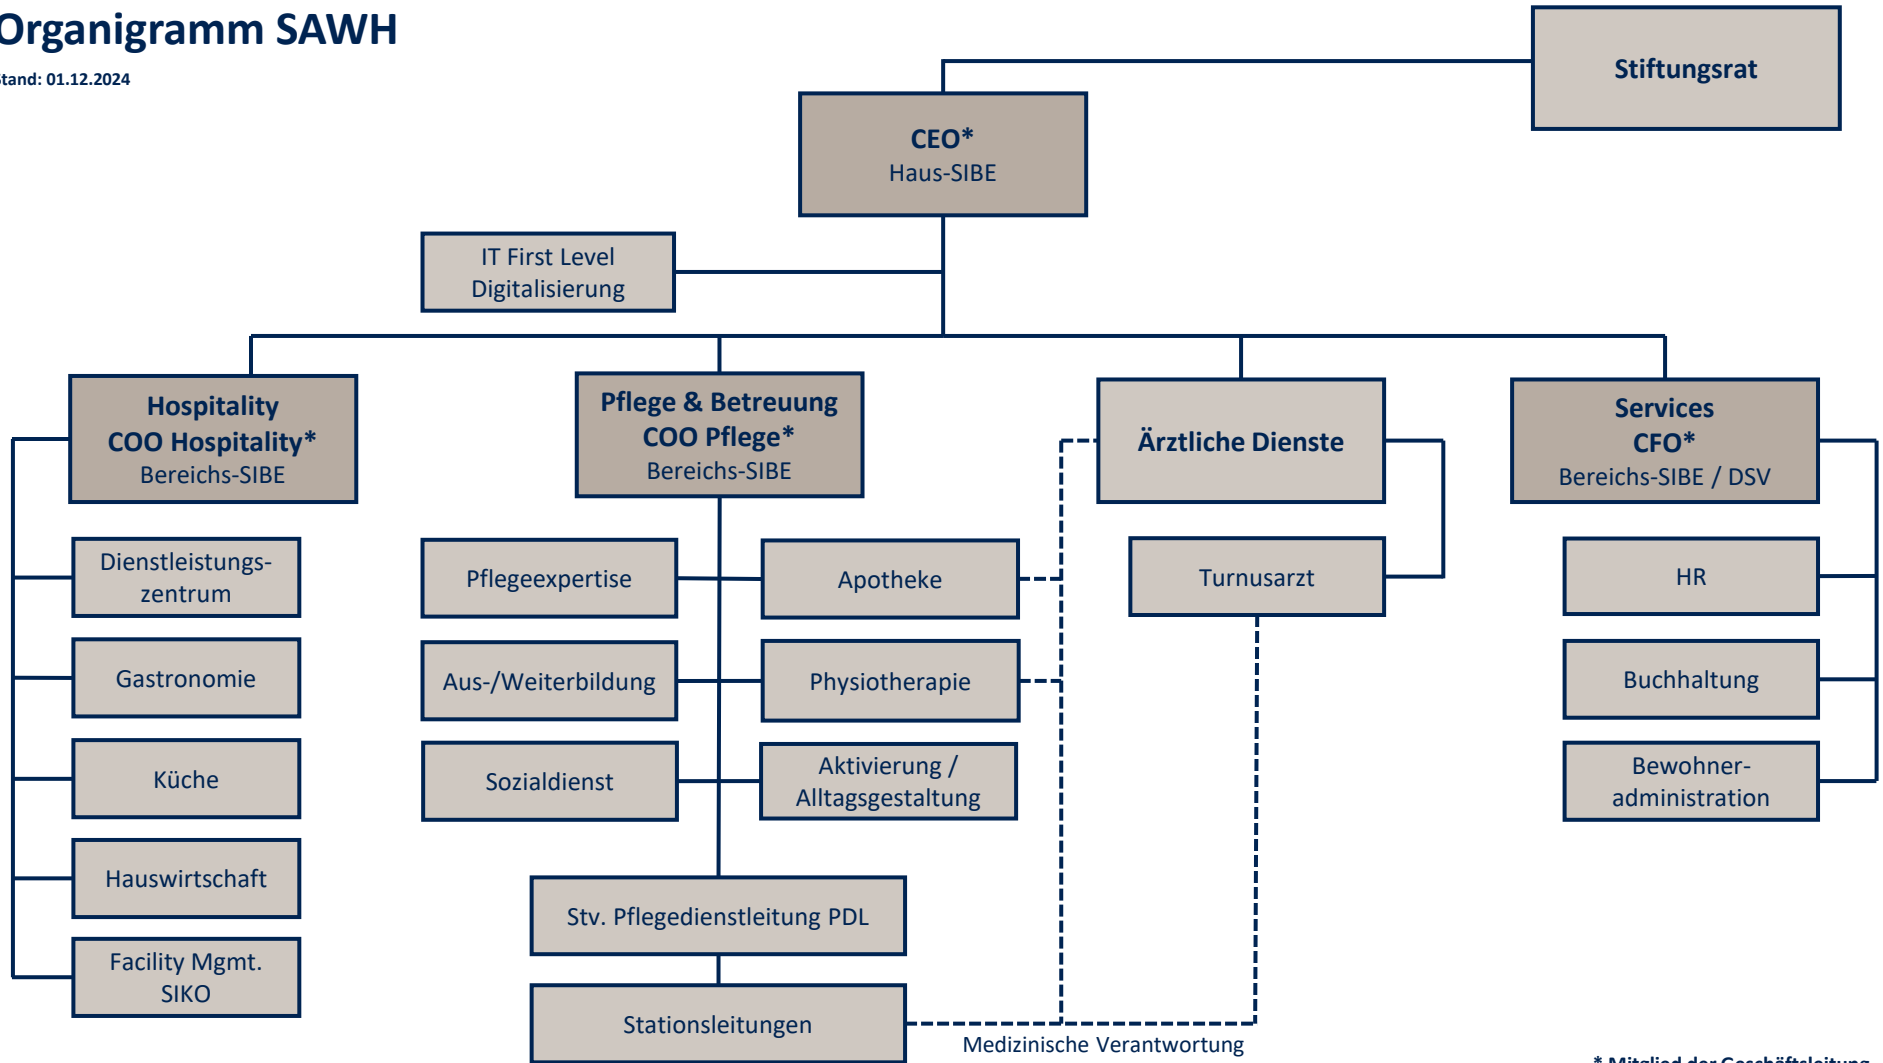 Organigramm SAWH
Stand: 01.12.2024
Stiftungsrat
CEO*
Haus-SIBE
IT First Level
Digitalisierung
Hospitality
COO Hospitality*
Bereichs-SIBE
Pflege & Betreuung
COO Pflege*
Bereichs-SIBE
Ärztliche Dienste
Services
CFO*
Bereichs-SIBE / DSV
Dienstleistungs-
zentrum
Gastronomie
Küche
Hauswirtschaft
Facility Mgmt.
SIKO
Pflegeexpertise
Apotheke
Aus-/Weiterbildung
Physiotherapie
Sozialdienst
Aktivierung /
Alltagsgestaltung
Stv. Pflegedienstleitung PDL
Stationsleitungen
Turnusarzt
Medizinische Verantwortung
HR
Buchhaltung
Bewohner-
administration
* Mitglied der Geschäftsleitung